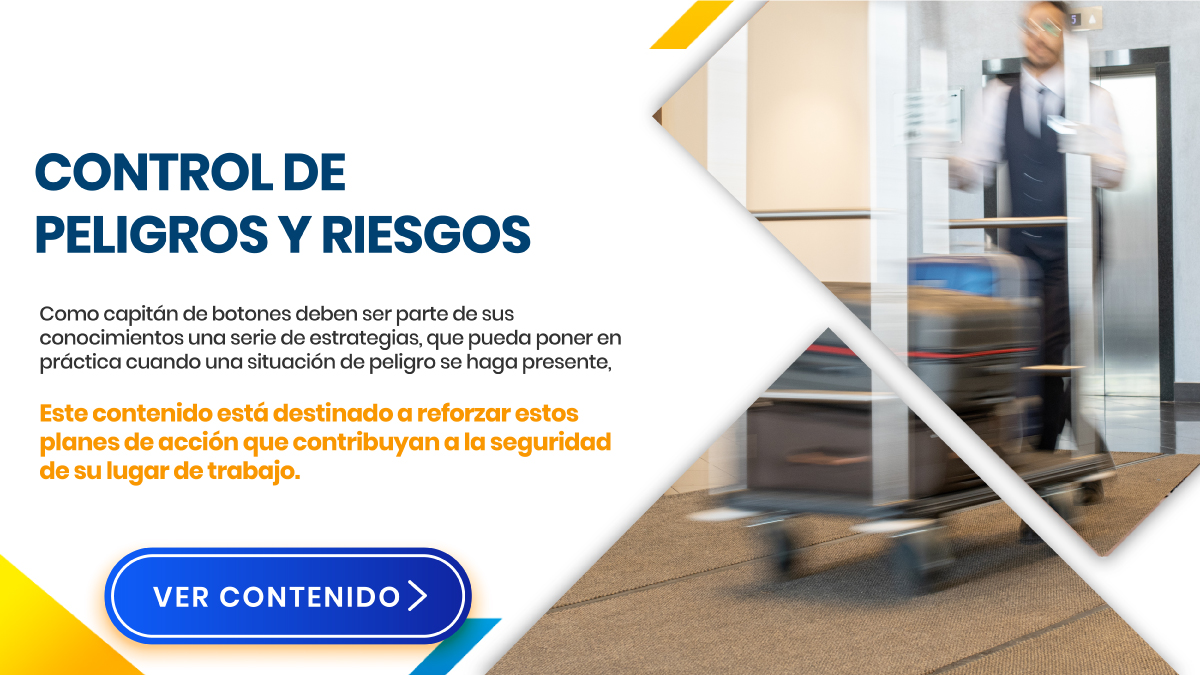 CONTROL DE
PELIGROS Y RIESGOS
Como capitán de botones deben ser parte de sus
conocimientos una serie de estrategias, que pueda poner en
práctica cuando una situación de peligro se haga presente,
Este contenido está destinado a reforzar estos
planes de acción que contribuyan a la seguridad
de su lugar de trabajo.
VER CONTENIDO
5